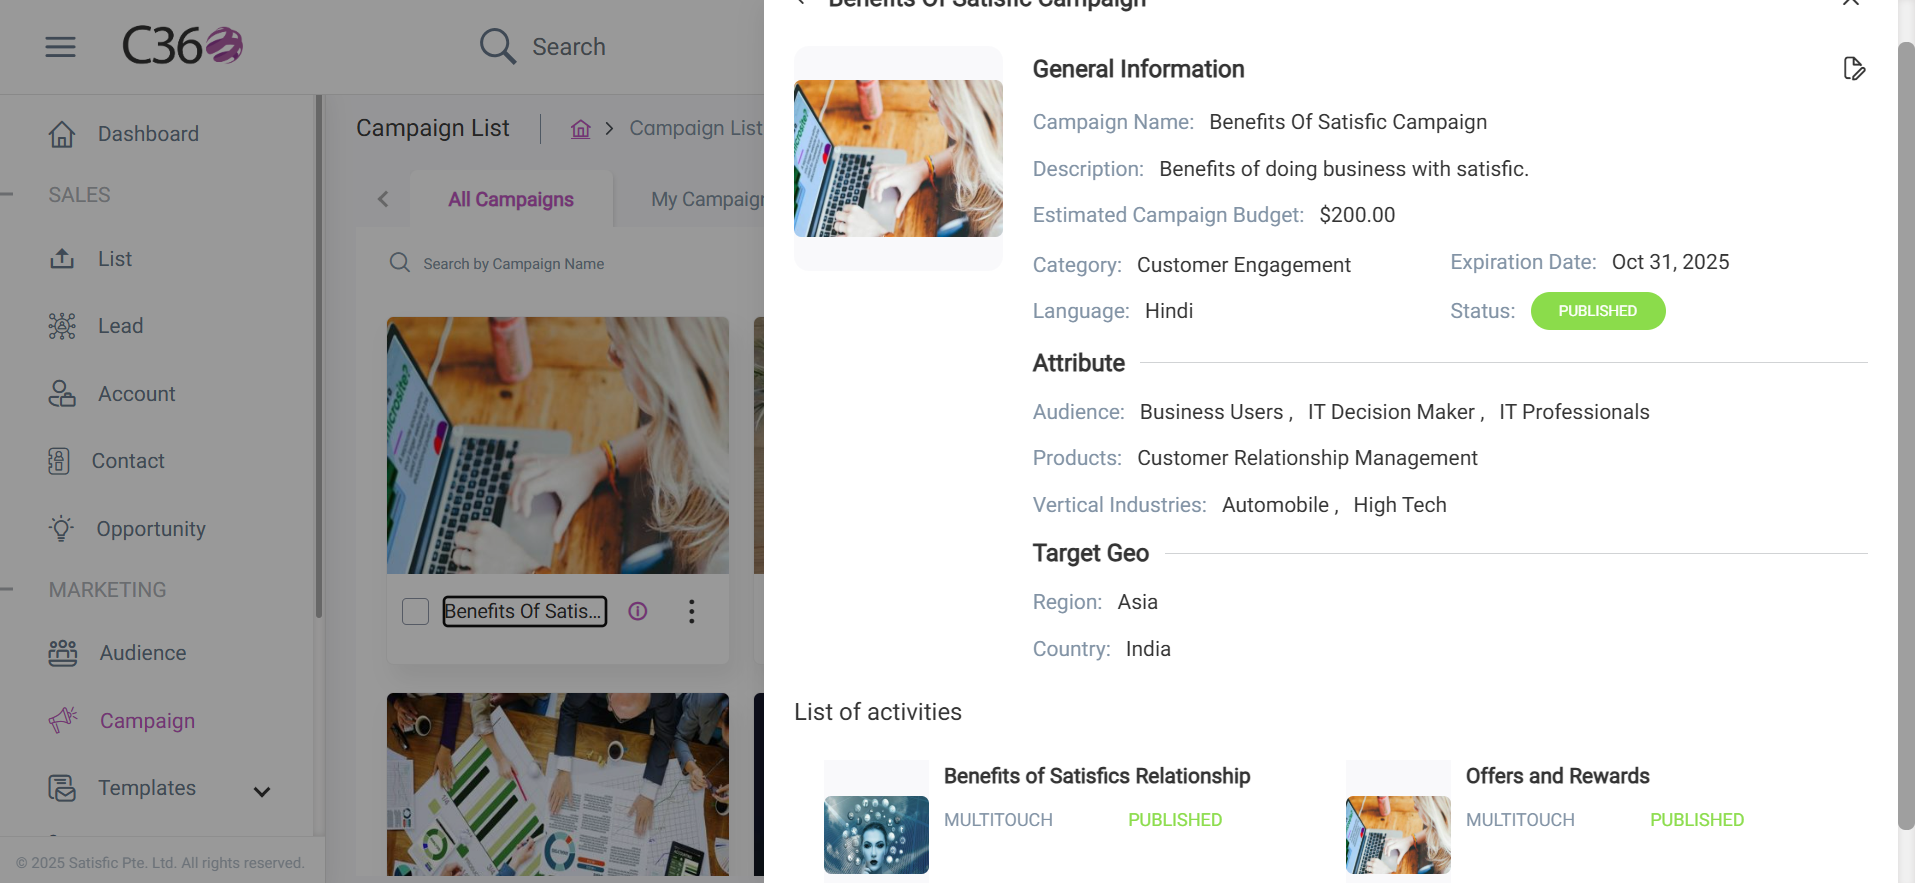 C360
Search
Dashboard
SALES
List
Lead
Account
Contact
Opportunity
MARKETING
Audience
Campaign
Templates
© 2025 Satisfic Pte. Ltd. All rights reserved.
Campaign List
Campaign List
All Campaigns
My Campaign
Search by Campaign Name
microsite?
Benefits Of Satis...
Benefits Of Satisfic Campaign
General Information
Campaign Name: Benefits Of Satisfic Campaign
Description: Benefits of doing business with satisfic.
Estimated Campaign Budget: $200.00
Category: Customer Engagement
Expiration Date: Oct 31, 2025
Language: Hindi
Status: PUBLISHED
Attribute
Audience: Business Users , IT Decision Maker , IT Professionals
Products: Customer Relationship Management
Vertical Industries: Automobile , High Tech
Target Geo
Region: Asia
Country: India
List of activities
Benefits of Satisfics Relationship
MULTITOUCH PUBLISHED
Offers and Rewards
MULTITOUCH PUBLISHED